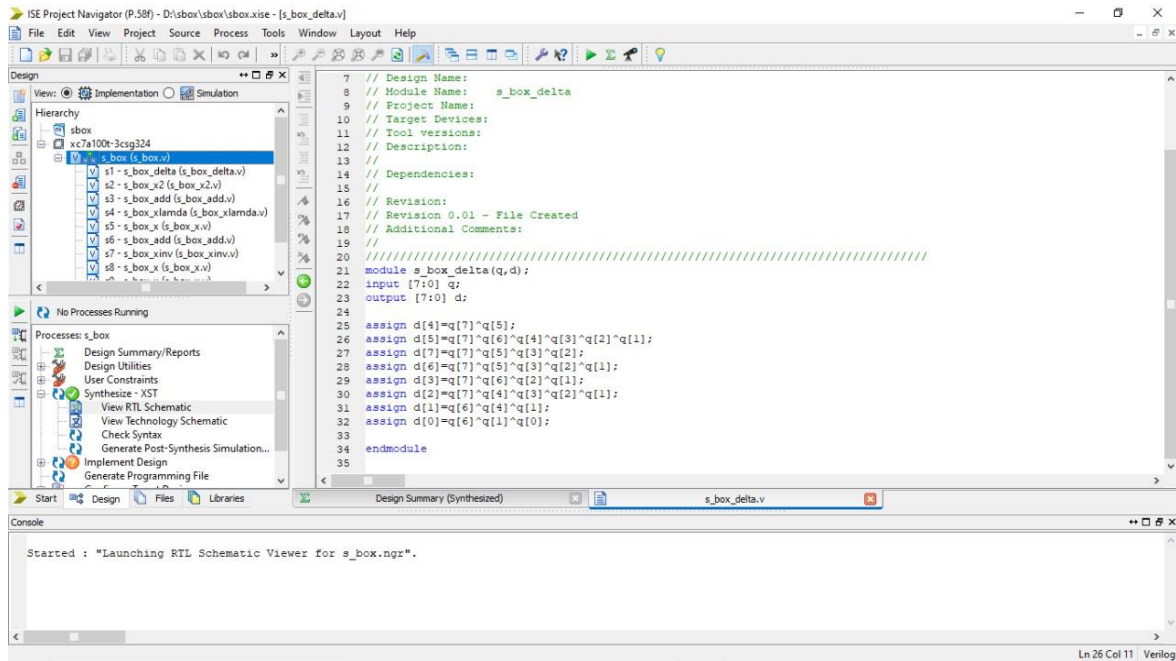 ISE Project Navigator (P.58f) - D:\sbox\sbox\sbox.xise - [s_box_delta.v]
File Edit View Project Source Process Tools Window Layout Help
Design
View: Implementation Simulation
Hierarchy
sbox
xc7a100t-3csg324
s_box (s_box.v)
s1 - s_box_delta (s_box_delta.v)
s2 - s_box_x2 (s_box_x2.v)
s3 - s_box_add (s_box_add.v)
s4 - s_box_xlamda (s_box_xlamda.v)
s5 - s_box_x (s_box_x.v)
s6 - s_box_add (s_box_add.v)
s7 - s_box_xinv (s_box_xinv.v)
s8 - s_box_x (s_box_x.v)
No Processes Running
Processes: s_box
Design Summary/Reports
Design Utilities
User Constraints
Synthesize - XST
View RTL Schematic
View Technology Schematic
Check Syntax
Generate Post-Synthesis Simulation...
Implement Design
Generate Programming File
Start Design Files Libraries
7 // Design Name:
8 // Module Name: s_box_delta
9 // Project Name:
10 // Target Devices:
11 // Tool versions:
12 // Description:
13 //
14 // Dependencies:
15 //
16 // Revision:
17 // Revision 0.01 - File Created
18 // Additional Comments:
19 //
20 //////////////////////////////////////////////////////////////////////////////////
21 module s_box_delta(q,d);
22 input [7:0] q;
23 output [7:0] d;
24
25 assign d[4]=q[7]^q[5];
26 assign d[5]=q[7]^q[6]^q[4]^q[3]^q[2]^q[1];
27 assign d[7]=q[7]^q[5]^q[3]^q[2];
28 assign d[6]=q[7]^q[5]^q[3]^q[2]^q[1];
29 assign d[3]=q[7]^q[6]^q[2]^q[1];
30 assign d[2]=q[7]^q[4]^q[3]^q[2]^q[1];
31 assign d[1]=q[6]^q[4]^q[1];
32 assign d[0]=q[6]^q[1]^q[0];
33
34 endmodule
35
Design Summary (Synthesized) s_box_delta.v
Console
Started : "Launching RTL Schematic Viewer for s_box.ngr".
Ln 26 Col 11 Verilog